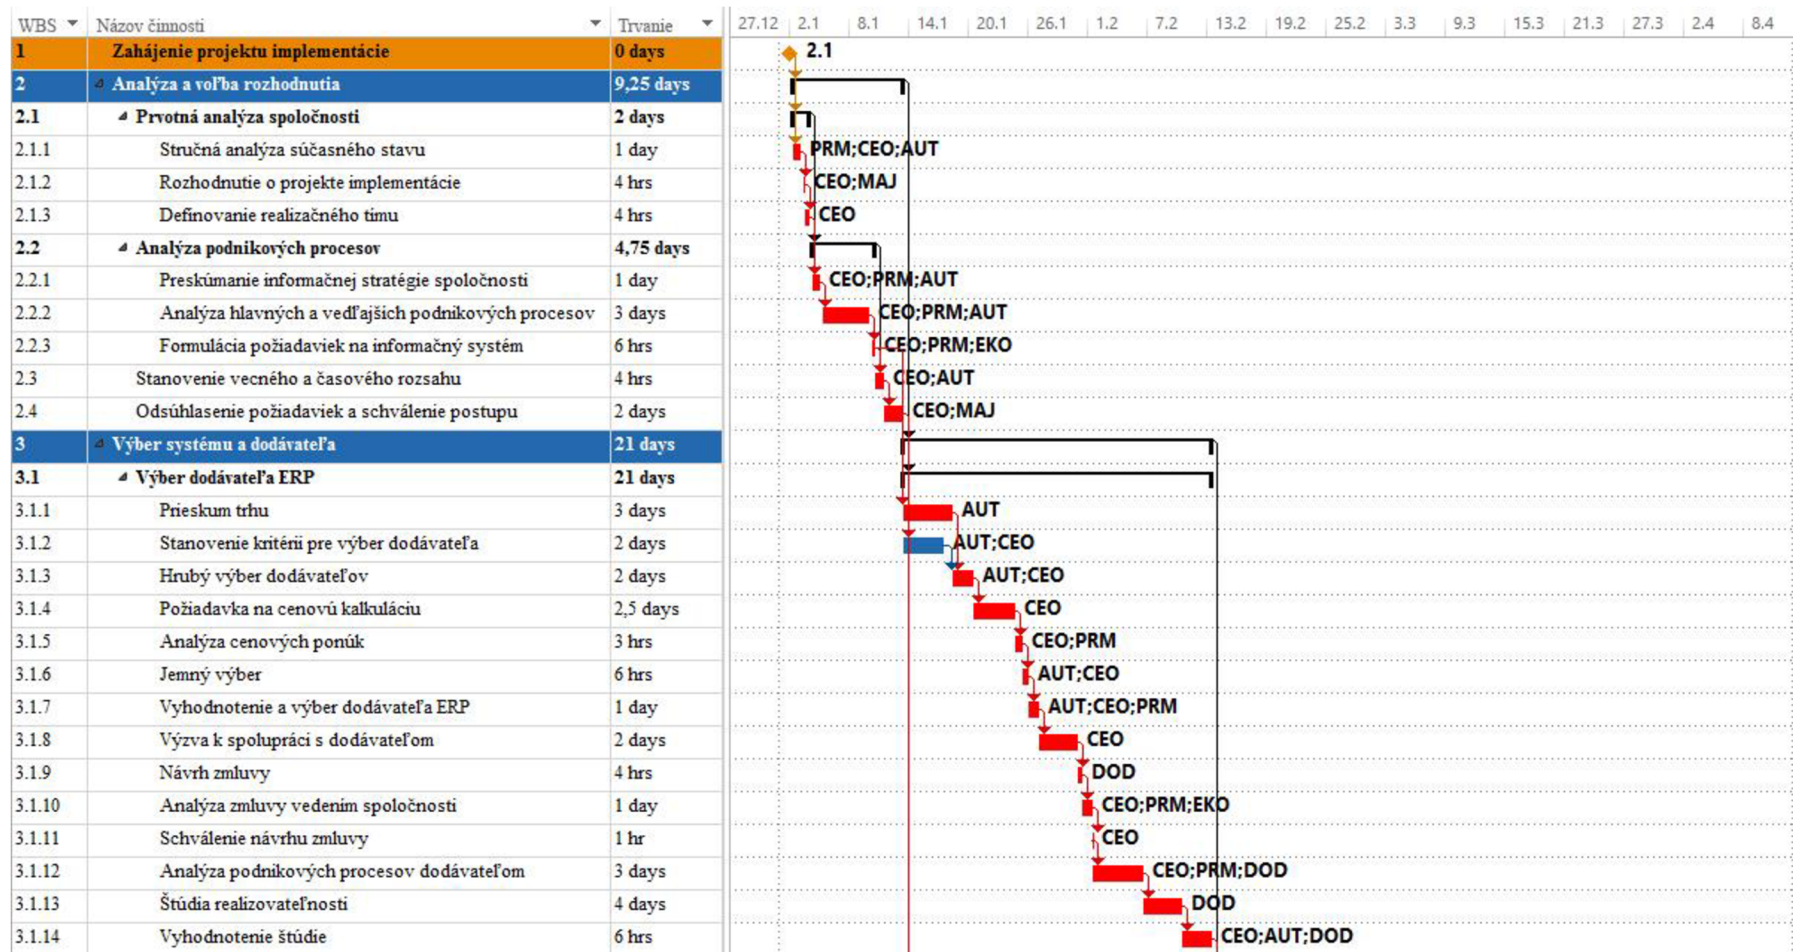 WBS Názov činnosti Trvanie 27.12 2.1 8.1 14.1 20.1 26.1 1.2 7.2 13.2 19.2 25.2 3.3 9.3 15.3 21.3 27.3 2.4 8.4
1 Zahájenie projektu implementácie 0 days 2.1
2 Analýza a voľba rozhodnutia 9,25 days
2.1 Prvotná analýza spoločnosti 2 days
2.1.1 Stručná analýza súčasného stavu 1 day PRM;CEO;AUT
2.1.2 Rozhodnutie o projekte implementácie 4 hrs CEO;MAJ
2.1.3 Definovanie realizačného tímu 4 hrs CEO
2.2 Analýza podnikových procesov 4,75 days
2.2.1 Preskúmanie informačnej stratégie spoločnosti 1 day CEO;PRM;AUT
2.2.2 Analýza hlavných a vedľajších podnikových procesov 3 days CEO;PRM;AUT
2.2.3 Formulácia požiadaviek na informačný systém 6 hrs CEO;PRM;EKO
2.3 Stanovenie vecného a časového rozsahu 4 hrs CEO;AUT
2.4 Odsúhlasenie požiadaviek a schválenie postupu 2 days CEO;MAJ
3 Výber systému a dodávateľa 21 days
3.1 Výber dodávateľa ERP 21 days
3.1.1 Prieskum trhu 3 days AUT
3.1.2 Stanovenie kritérií pre výber dodávateľa 2 days AUT;CEO
3.1.3 Hrubý výber dodávateľov 2 days AUT;CEO
3.1.4 Požiadavka na cenovú kalkuláciu 2,5 days CEO
3.1.5 Analýza cenových ponúk 3 hrs CEO;PRM
3.1.6 Jemný výber 6 hrs AUT;CEO
3.1.7 Vyhodnotenie a výber dodávateľa ERP 1 day AUT;CEO;PRM
3.1.8 Výzva k spolupráci s dodávateľom 2 days CEO
3.1.9 Návrh zmluvy 4 hrs DOD
3.1.10 Analýza zmluvy vedením spoločnosti 1 day CEO;PRM;EKO
3.1.11 Schválenie návrhu zmluvy 1 hr CEO
3.1.12 Analýza podnikových procesov dodávateľom 3 days CEO;PRM;DOD
3.1.13 Štúdia realizovateľnosti 4 days DOD
3.1.14 Vyhodnotenie štúdie 6 hrs CEO;AUT;DOD